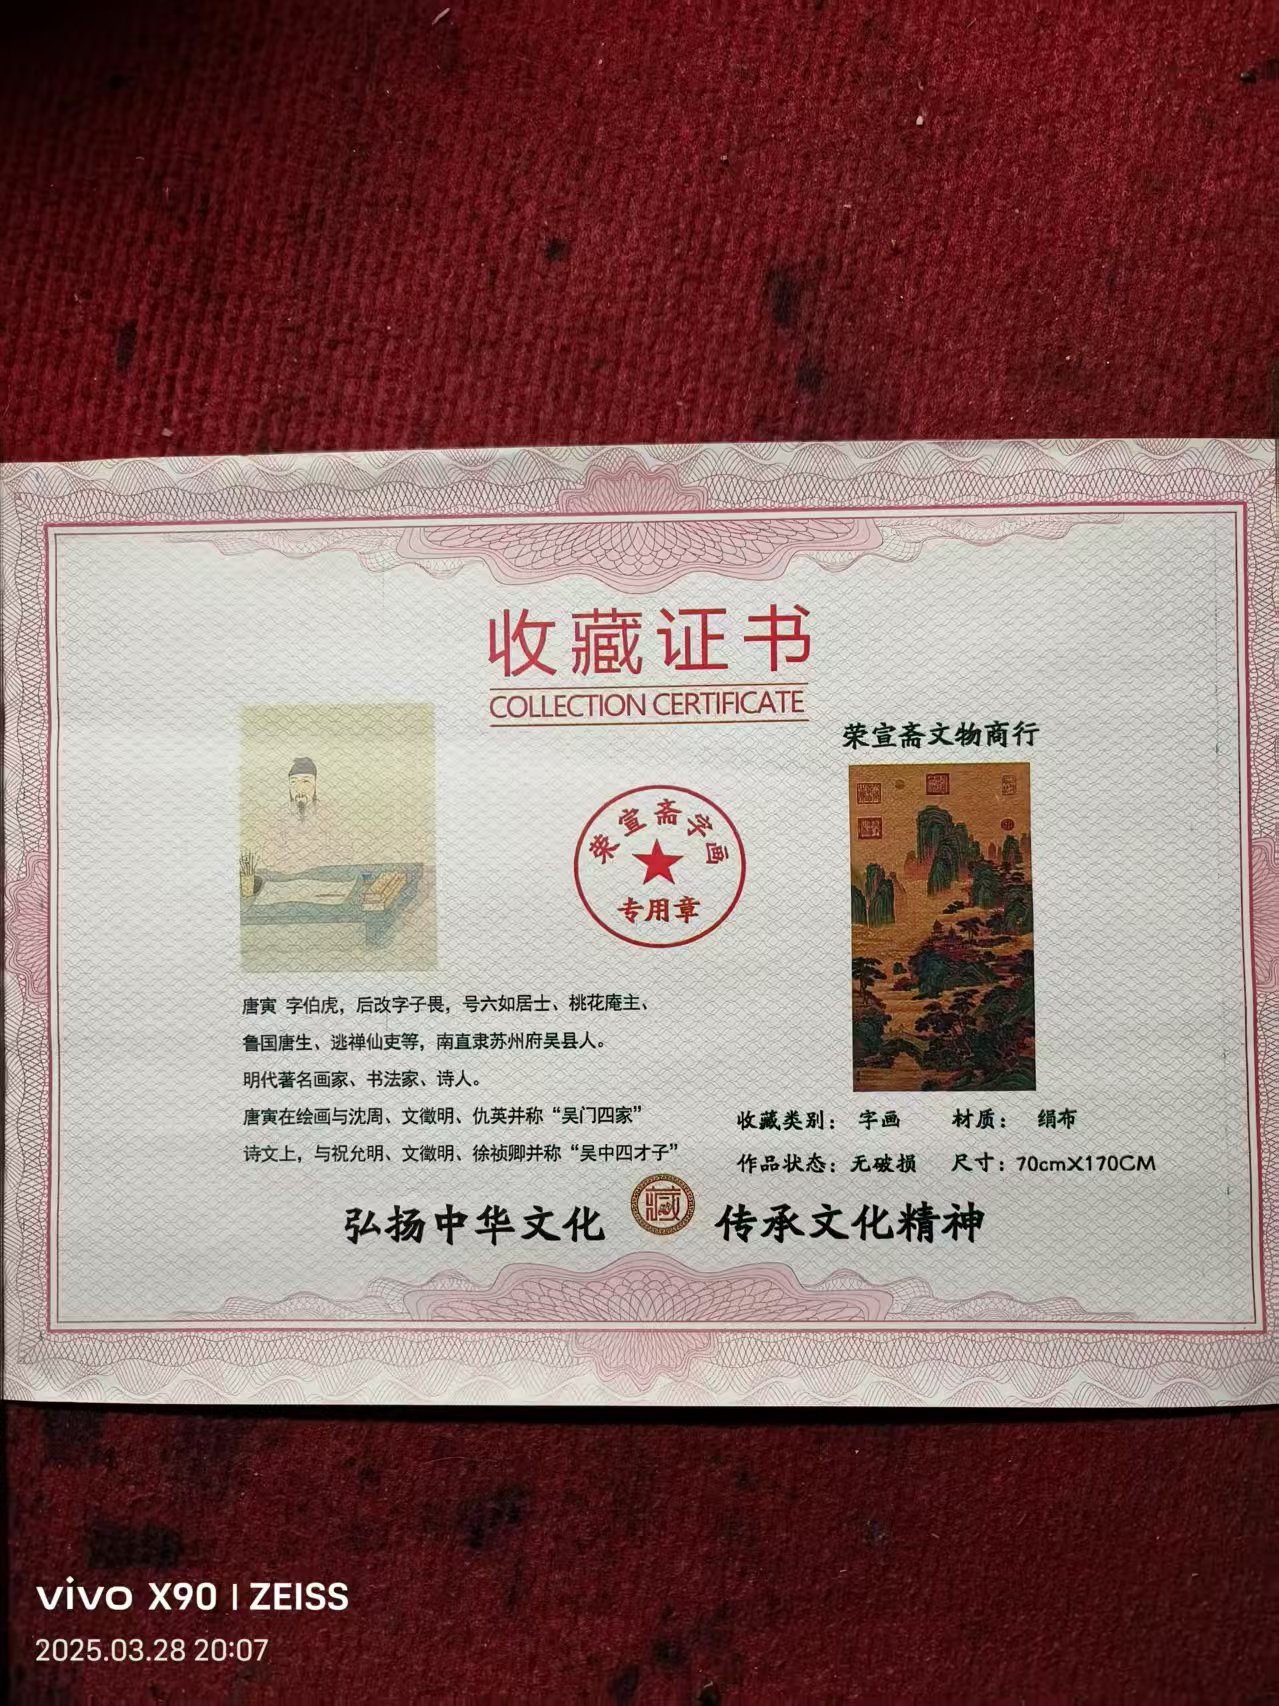 收藏证书
COLLECTION CERTIFICATE
荣宣斋文物商行
荣宣斋字画
专用章
唐寅 字伯虎，后改字子畏，号六如居士、桃花庵主、
鲁国唐生、逃禅仙吏等，南直隶苏州府吴县人。
明代著名画家、书法家、诗人。
唐寅在绘画与沈周、文徵明、仇英并称“吴门四家”
诗文上，与祝允明、文徵明、徐祯卿并称“吴中四才子”
收藏类别： 字画 材质： 绢布
作品状态：无破损 尺寸：70cmX170CM
弘扬中华文化 藏 传承文化精神
vivo X90 | ZEISS
2025.03.28 20:07